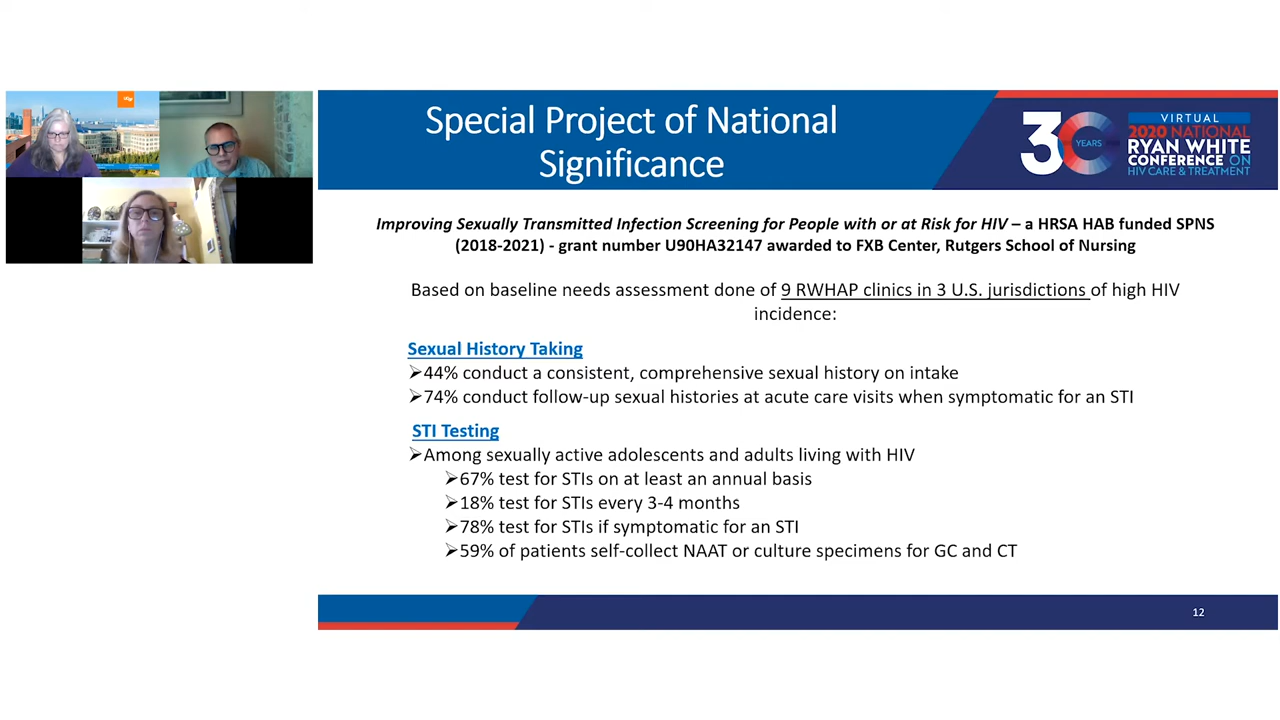 Special Project of National
Significance
30
YEARS
VIRTUAL
2020 NATIONAL
RYAN WHITE
CONFERENCE ON
HIV CARE & TREATMENT
Improving Sexually Transmitted Infection Screening for People with or at Risk for HIV – a HRSA HAB funded SPNS
(2018-2021) - grant number U90HA32147 awarded to FXB Center, Rutgers School of Nursing
Based on baseline needs assessment done of 9 RWHAP clinics in 3 U.S. jurisdictions of high HIV
incidence:
Sexual History Taking
➢44% conduct a consistent, comprehensive sexual history on intake
➢74% conduct follow-up sexual histories at acute care visits when symptomatic for an STI
STI Testing
➢Among sexually active adolescents and adults living with HIV
➢67% test for STIs on at least an annual basis
➢18% test for STIs every 3-4 months
➢78% test for STIs if symptomatic for an STI
➢59% of patients self-collect NAAT or culture specimens for GC and CT
12